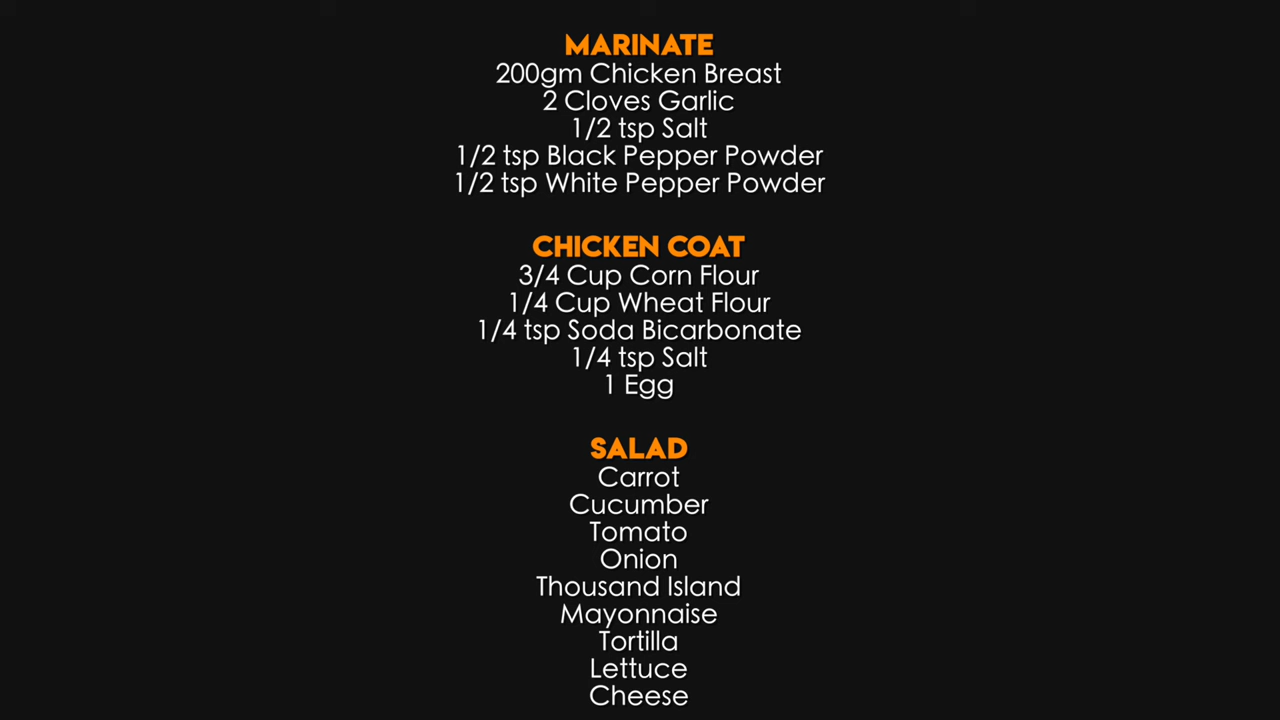 MARINATE
200gm Chicken Breast
2 Cloves Garlic
1/2 tsp Salt
1/2 tsp Black Pepper Powder
1/2 tsp White Pepper Powder
CHICKEN COAT
3/4 Cup Corn Flour
1/4 Cup Wheat Flour
1/4 tsp Soda Bicarbonate
1/4 tsp Salt
1 Egg
SALAD
Carrot
Cucumber
Tomato
Onion
Thousand Island
Mayonnaise
Tortilla
Lettuce
Cheese